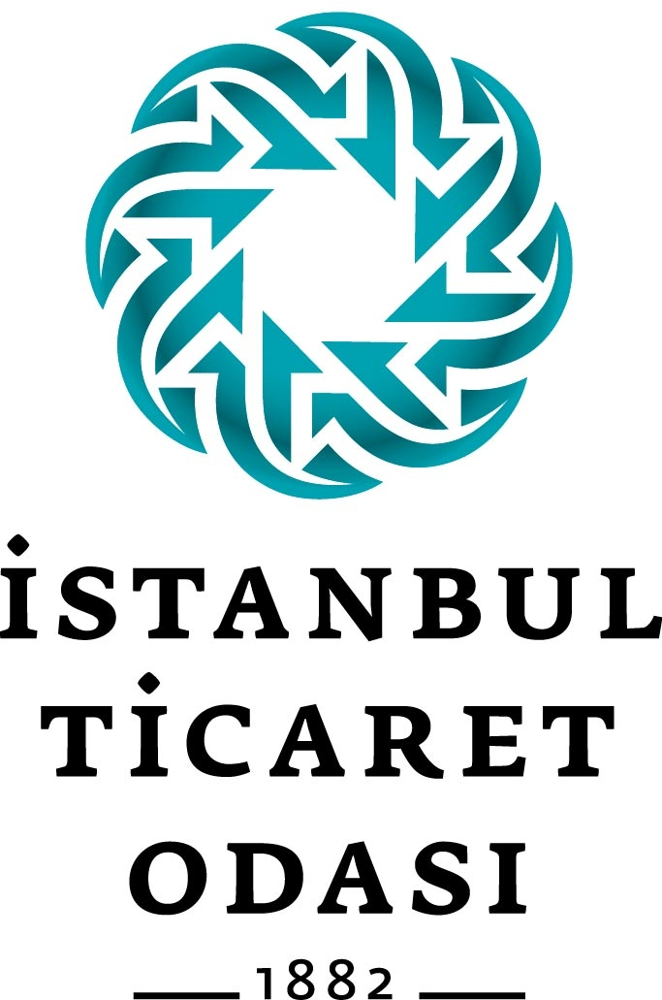 İSTANBUL
TİCARET
ODASI
1882